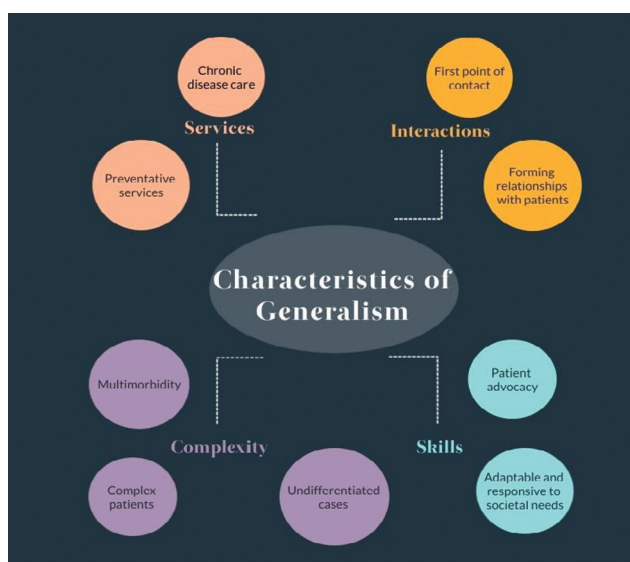 Chronic
disease care
Services
Preventative
services
First point of
contact
Interactions
Forming
relationships
with patients
Characteristics of
Generalism
Multimorbidity
Complexity
Complex
patients
Undifferentiated
cases
Patient
advocacy
Skills
Adaptable and
responsive to
societal needs